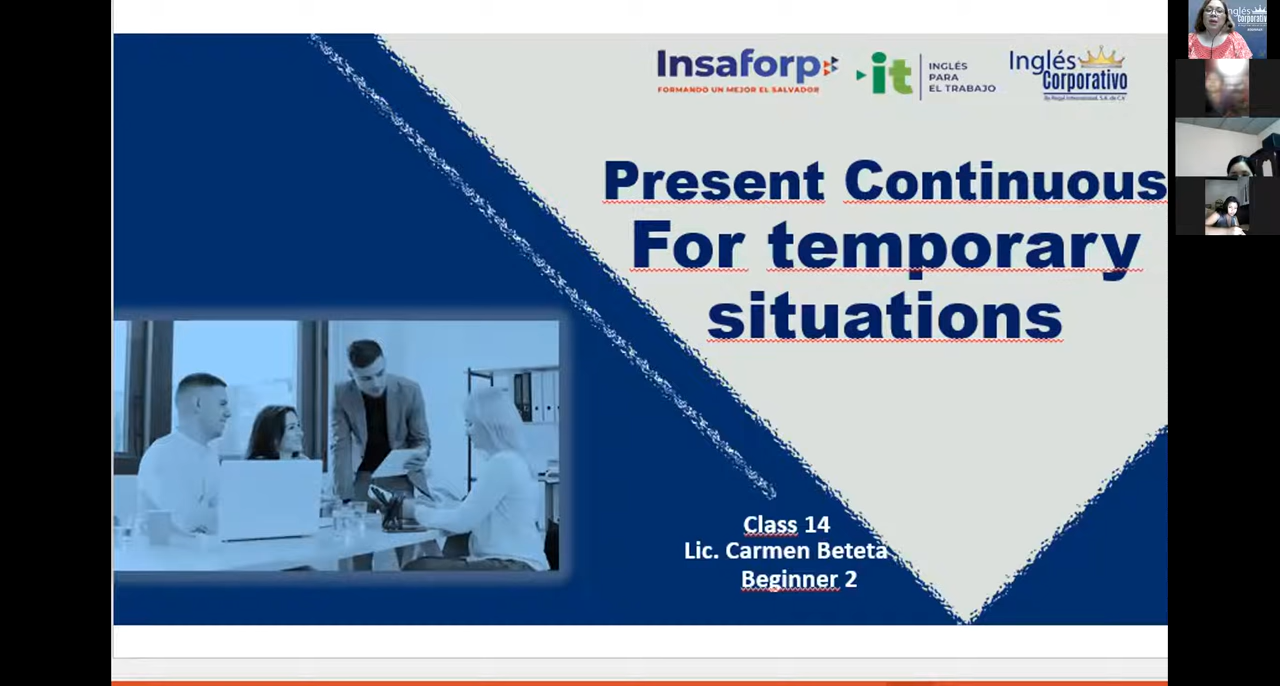 Insaforp
FORMANDO UN MEJOR EL SALVADOR
it
INGLÉS
PARA
EL TRABAJO
Inglés
Corporativo
Present Continuous
For temporary
situations
Class 14
Lic. Carmen Beteta
Beginner 2